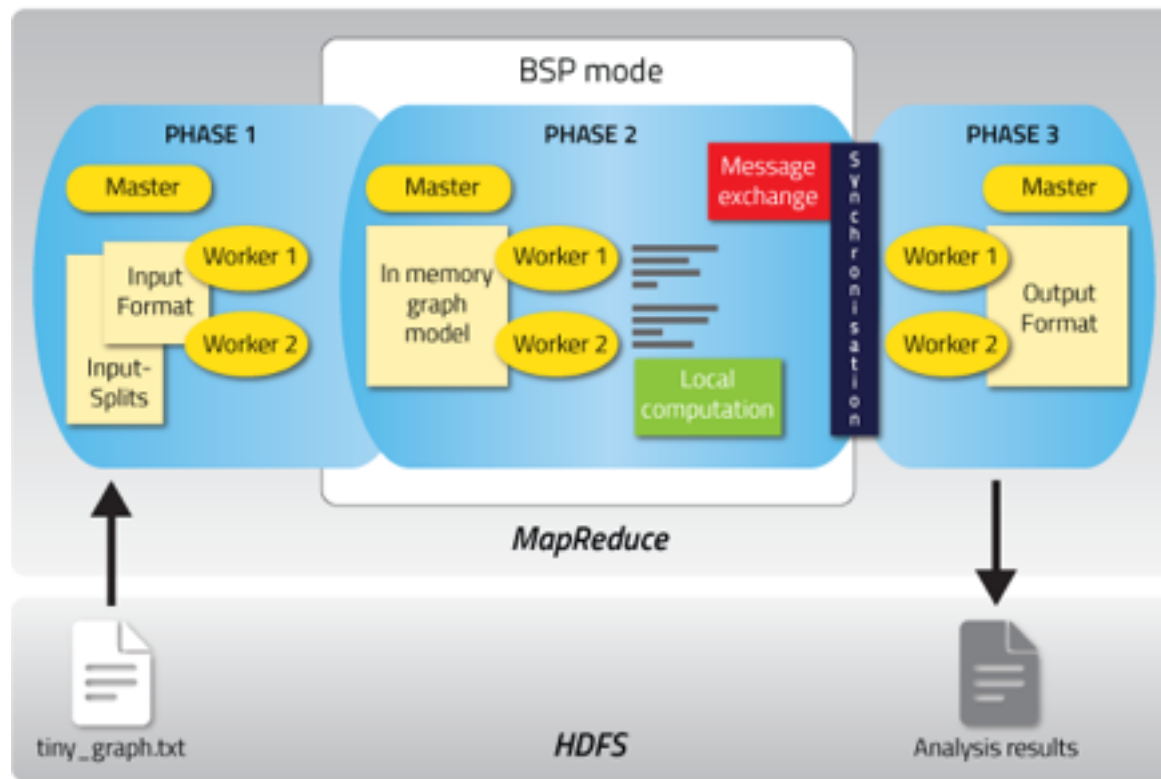 BSP mode
PHASE 1
Master
Worker 1
Input
Format
Worker 2
Input-
Splits
PHASE 2
Master
In memory
graph
model
Worker 1
Worker 2
Message
exchange
Local
computation
Synchronisation
PHASE 3
Master
Worker 1
Worker 2
Output
Format
MapReduce
tiny_graph.txt
HDFS
Analysis results